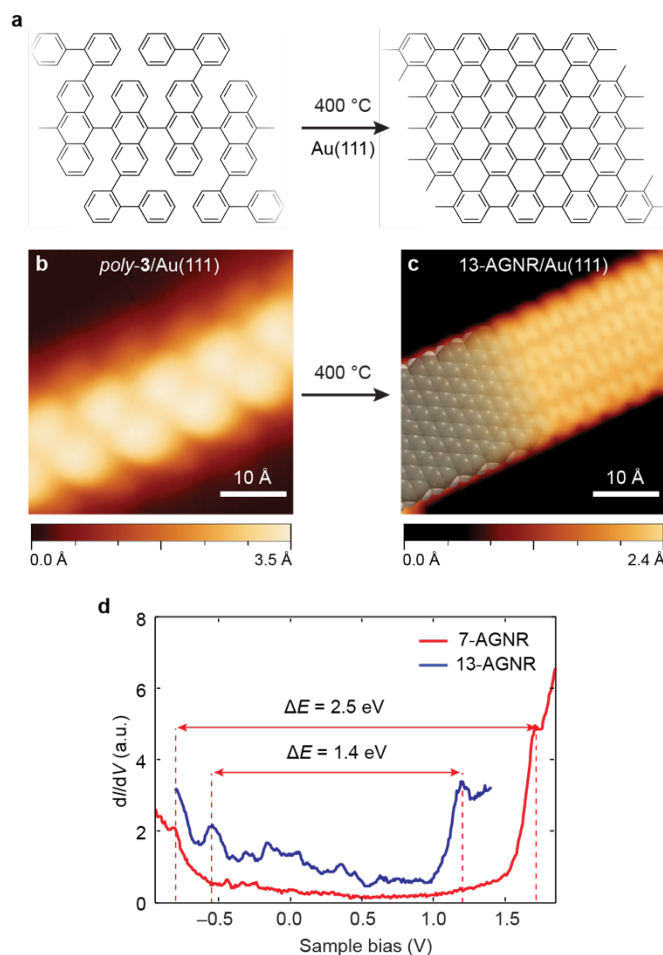 a
400 °C
Au(111)
b poly-3/Au(111)
c 13-AGNR/Au(111)
400 °C
10 Å
10 Å
0.0 Å 3.5 Å
0.0 Å 2.4 Å
d
8
7-AGNR
13-AGNR
6
ΔE = 2.5 eV
4
ΔE = 1.4 eV
2
0
–0.5 0.0 0.5 1.0 1.5
dI/dV (a.u.)
Sample bias (V)